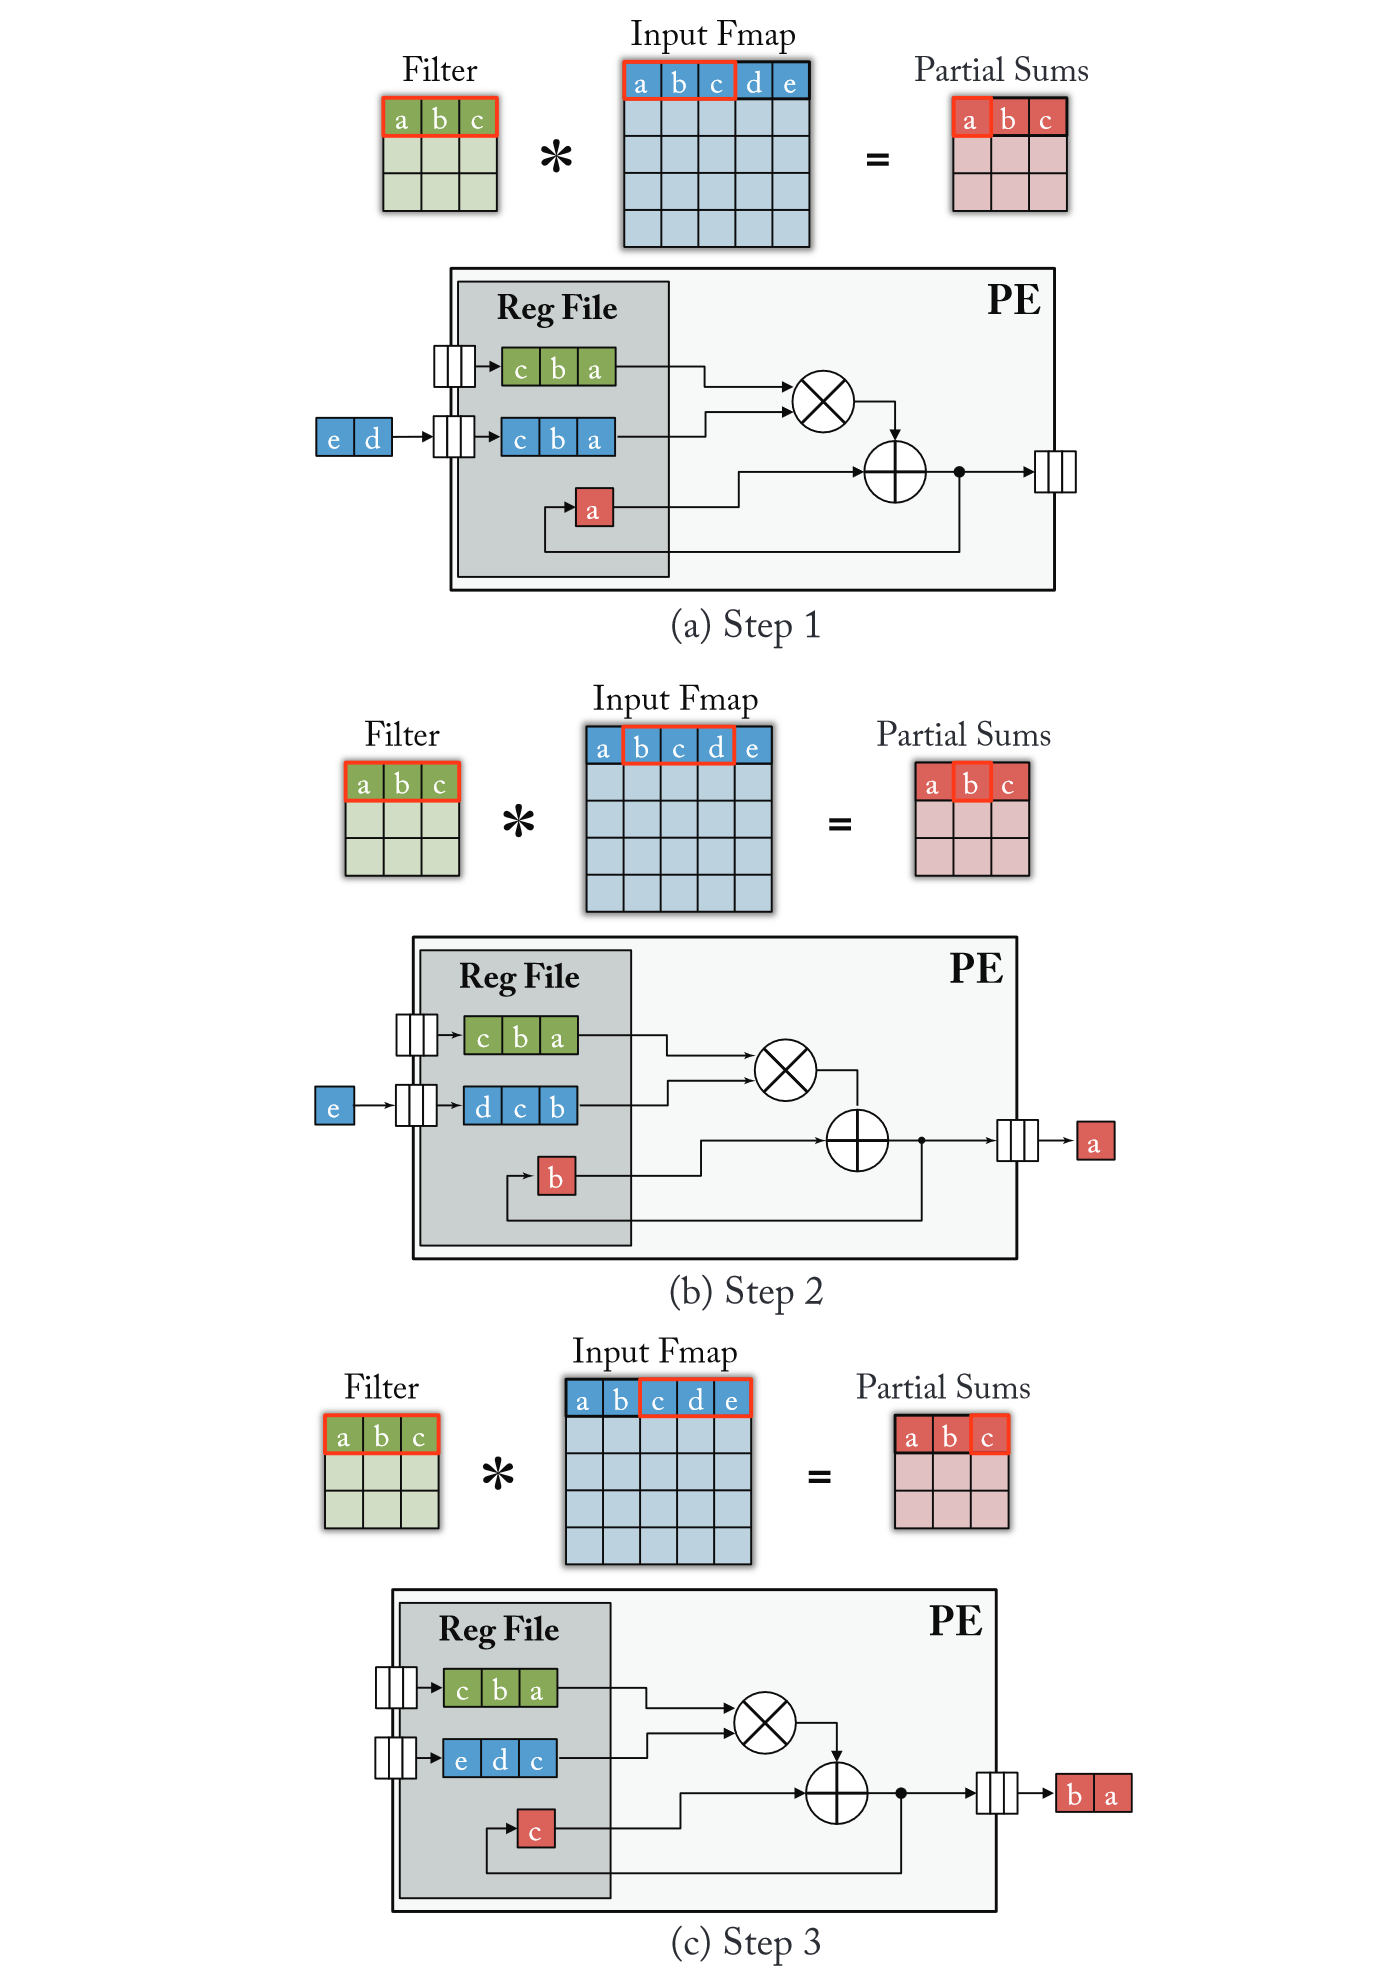 Input Fmap
Filter
Partial Sums
a b c d e
a b c
*
=
a b c
PE
Reg File
c b a
e d
c b a
a
(a) Step 1
Input Fmap
Filter
Partial Sums
a b c d e
a b c
*
=
a b c
PE
Reg File
c b a
e
d c b
a
b
(b) Step 2
Input Fmap
Filter
Partial Sums
a b c d e
a b c
*
=
a b c
PE
Reg File
c b a
e d c
b a
c
(c) Step 3